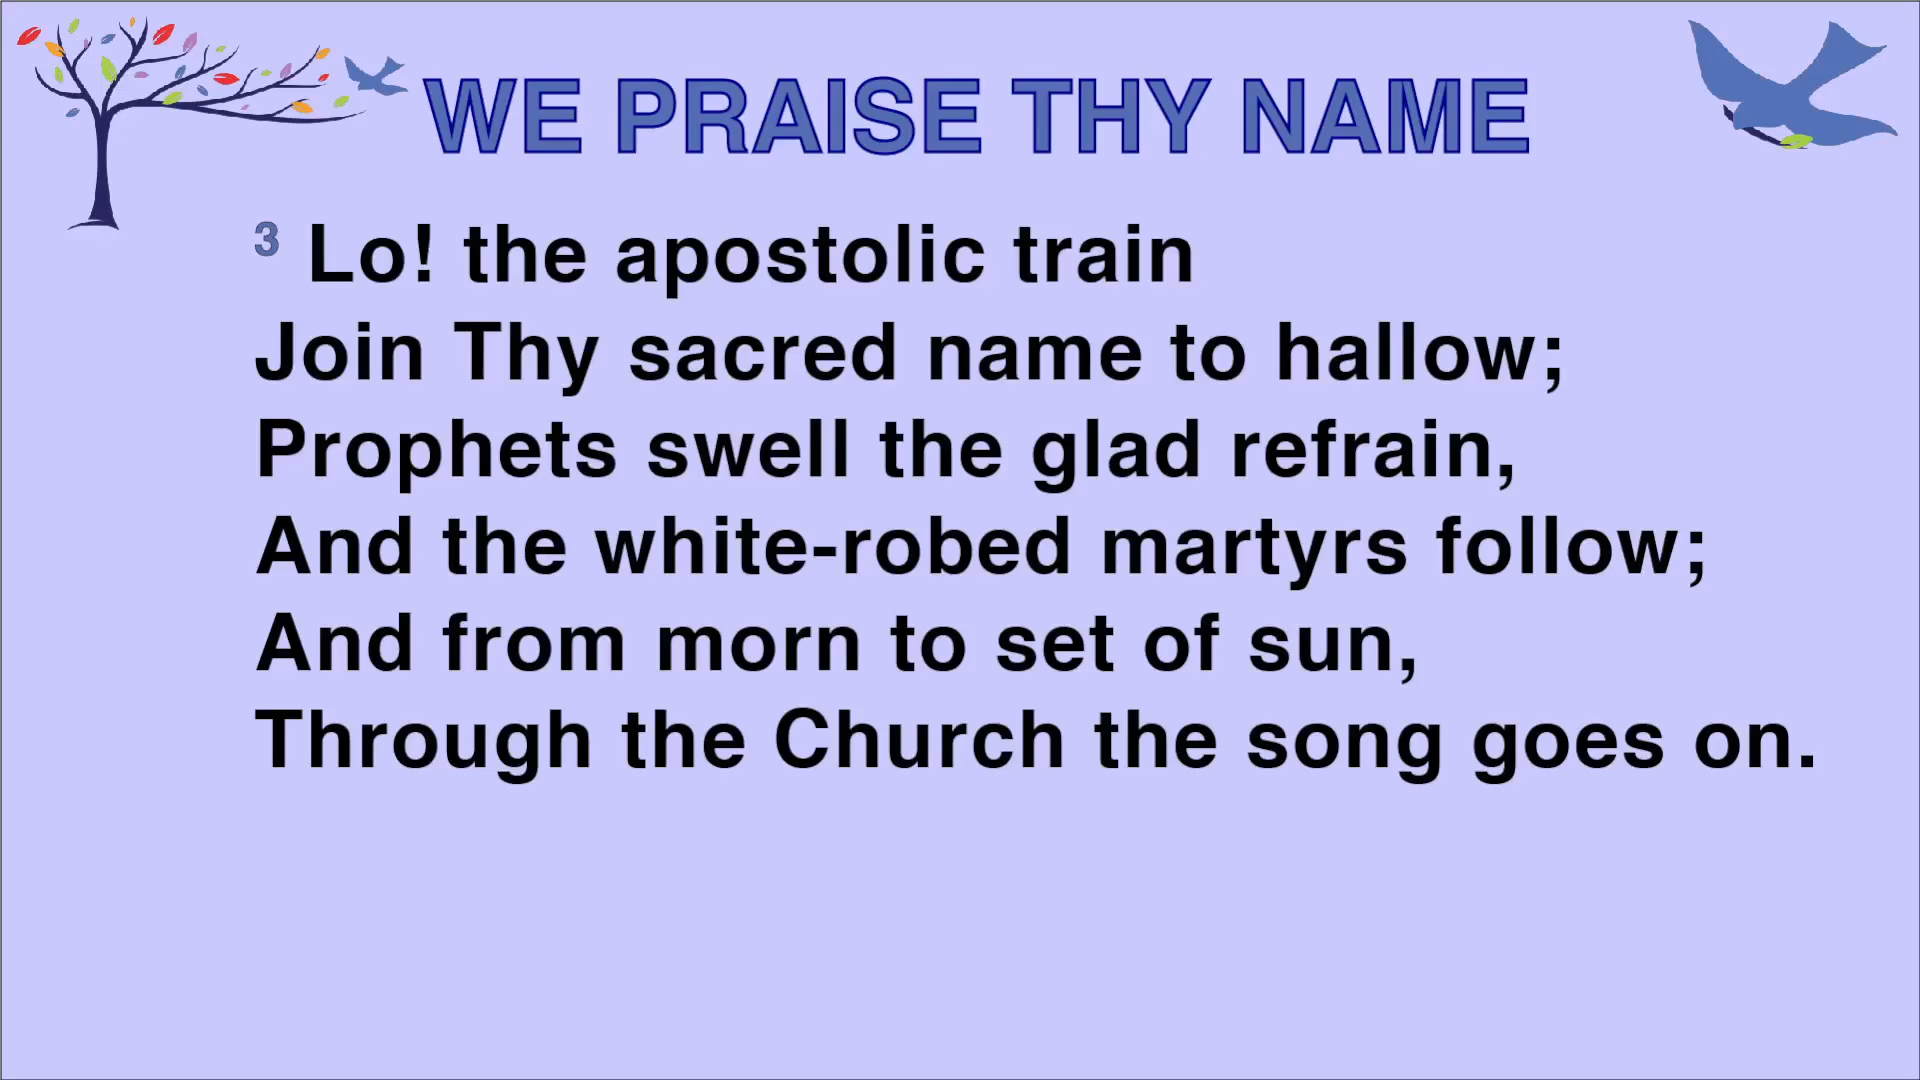 WE PRAISE THY NAME
3 Lo! the apostolic train
Join Thy sacred name to hallow;
Prophets swell the glad refrain,
And the white-robed martyrs follow;
And from morn to set of sun,
Through the Church the song goes on.